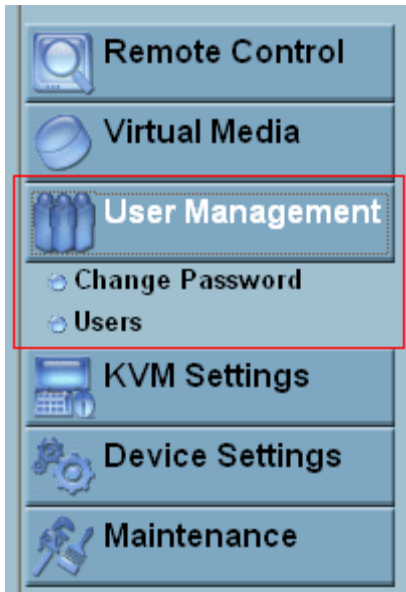 Remote Control
Virtual Media
User Management
Change Password
Users
KVM Settings
Device Settings
Maintenance